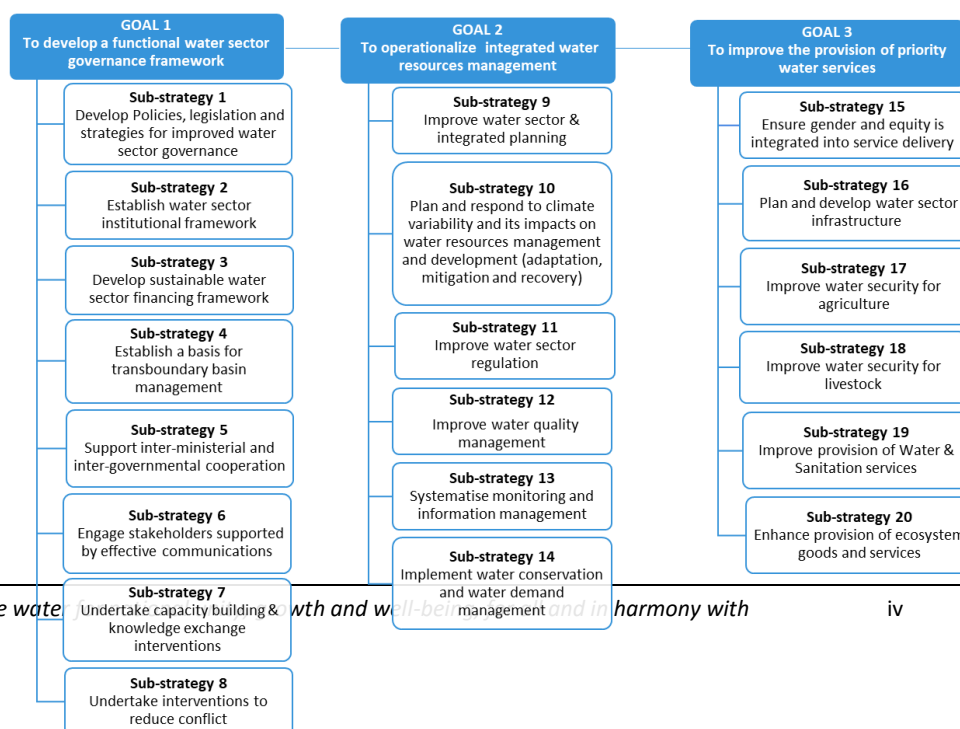 GOAL 1
To develop a functional water sector
governance framework
Sub-strategy 1
Develop Policies, legislation and
strategies for improved water
sector governance
Sub-strategy 2
Establish water sector
institutional framework
Sub-strategy 3
Develop sustainable water
sector financing framework
Sub-strategy 4
Establish a basis for
transboundary basin
management
Sub-strategy 5
Support inter-ministerial and
inter-governmental cooperation
Sub-strategy 6
Engage stakeholders supported
by effective communications
Sub-strategy 7
Undertake capacity building &
knowledge exchange
interventions
Sub-strategy 8
Undertake interventions to
reduce conflict
GOAL 2
To operationalize integrated water
resources management
Sub-strategy 9
Improve water sector &
integrated planning
Sub-strategy 10
Plan and respond to climate
variability and its impacts on
water resources management
and development (adaptation,
mitigation and recovery)
Sub-strategy 11
Improve water sector
regulation
Sub-strategy 12
Improve water quality
management
Sub-strategy 13
Systematise monitoring and
information management
Sub-strategy 14
Implement water conservation
and water demand
management
GOAL 3
To improve the provision of priority
water services
Sub-strategy 15
Ensure gender and equity is
integrated into service delivery
Sub-strategy 16
Plan and develop water sector
infrastructure
Sub-strategy 17
Improve water security for
agriculture
Sub-strategy 18
Improve water security for
livestock
Sub-strategy 19
Improve provision of Water &
Sanitation services
Sub-strategy 20
Enhance provision of ecosystem
goods and services
e water growth and well-being, for all and in harmony with iv